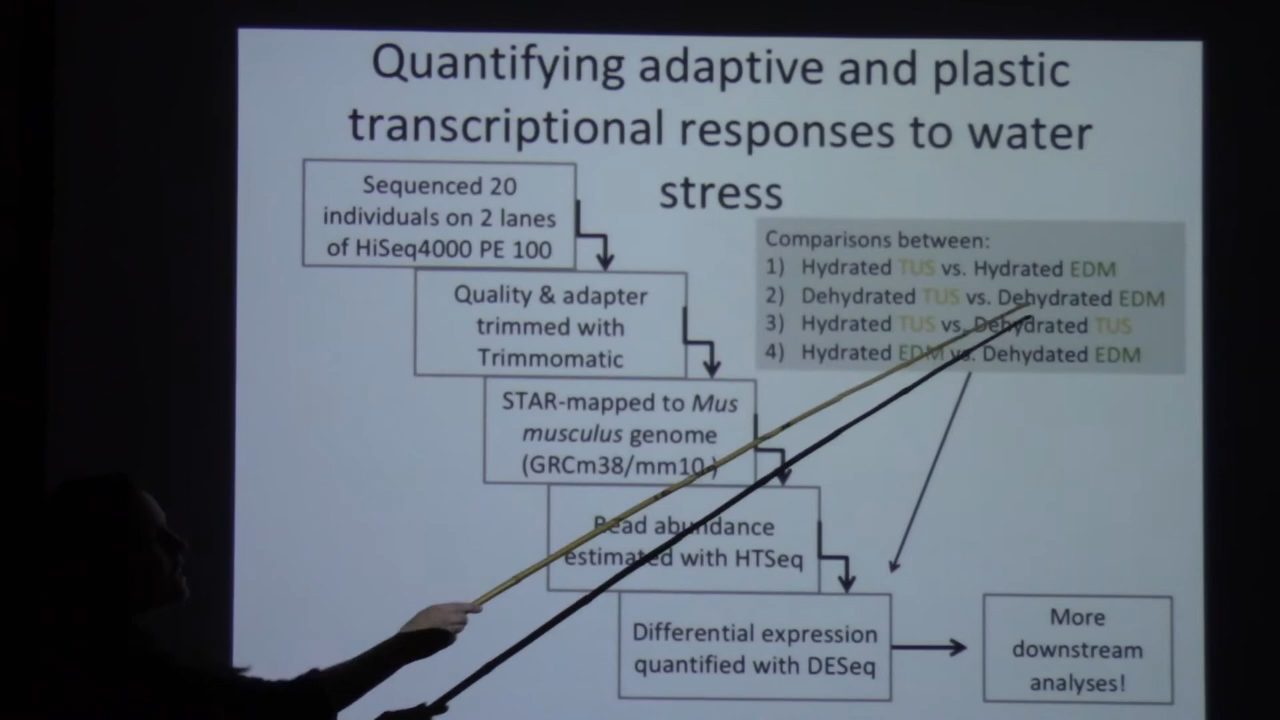 Quantifying adaptive and plastic
transcriptional responses to water
stress
Sequenced 20
individuals on 2 lanes
of HiSeq4000 PE 100
Quality & adapter
trimmed with
Trimmomatic
STAR-mapped to Mus
musculus genome
(GRCm38/mm10)
Read abundance
estimated with HTSeq
Differential expression
quantified with DESeq
More
downstream
analyses!
Comparisons between:
1) Hydrated TUS vs. Hydrated EDM
2) Dehydrated TUS vs. Dehydrated EDM
3) Hydrated TUS vs. Dehydrated TUS
4) Hydrated EDM vs. Dehydated EDM